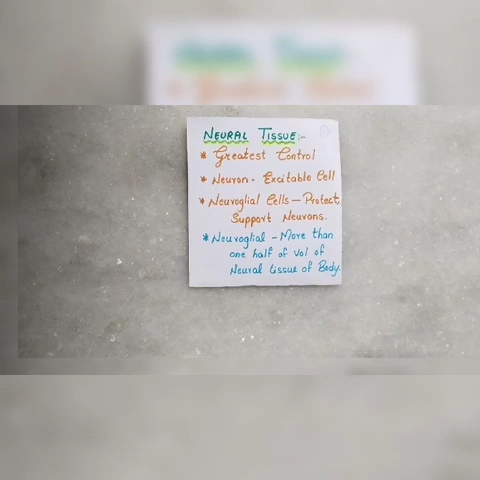 NEURAL TISSUE:-
* Greatest Control
* Neuron - Excitable Cell
* Neuroglial Cells - Protect,
Support Neurons.
* Neuroglial - More than
one half of vol of
Neural tissue of Body.